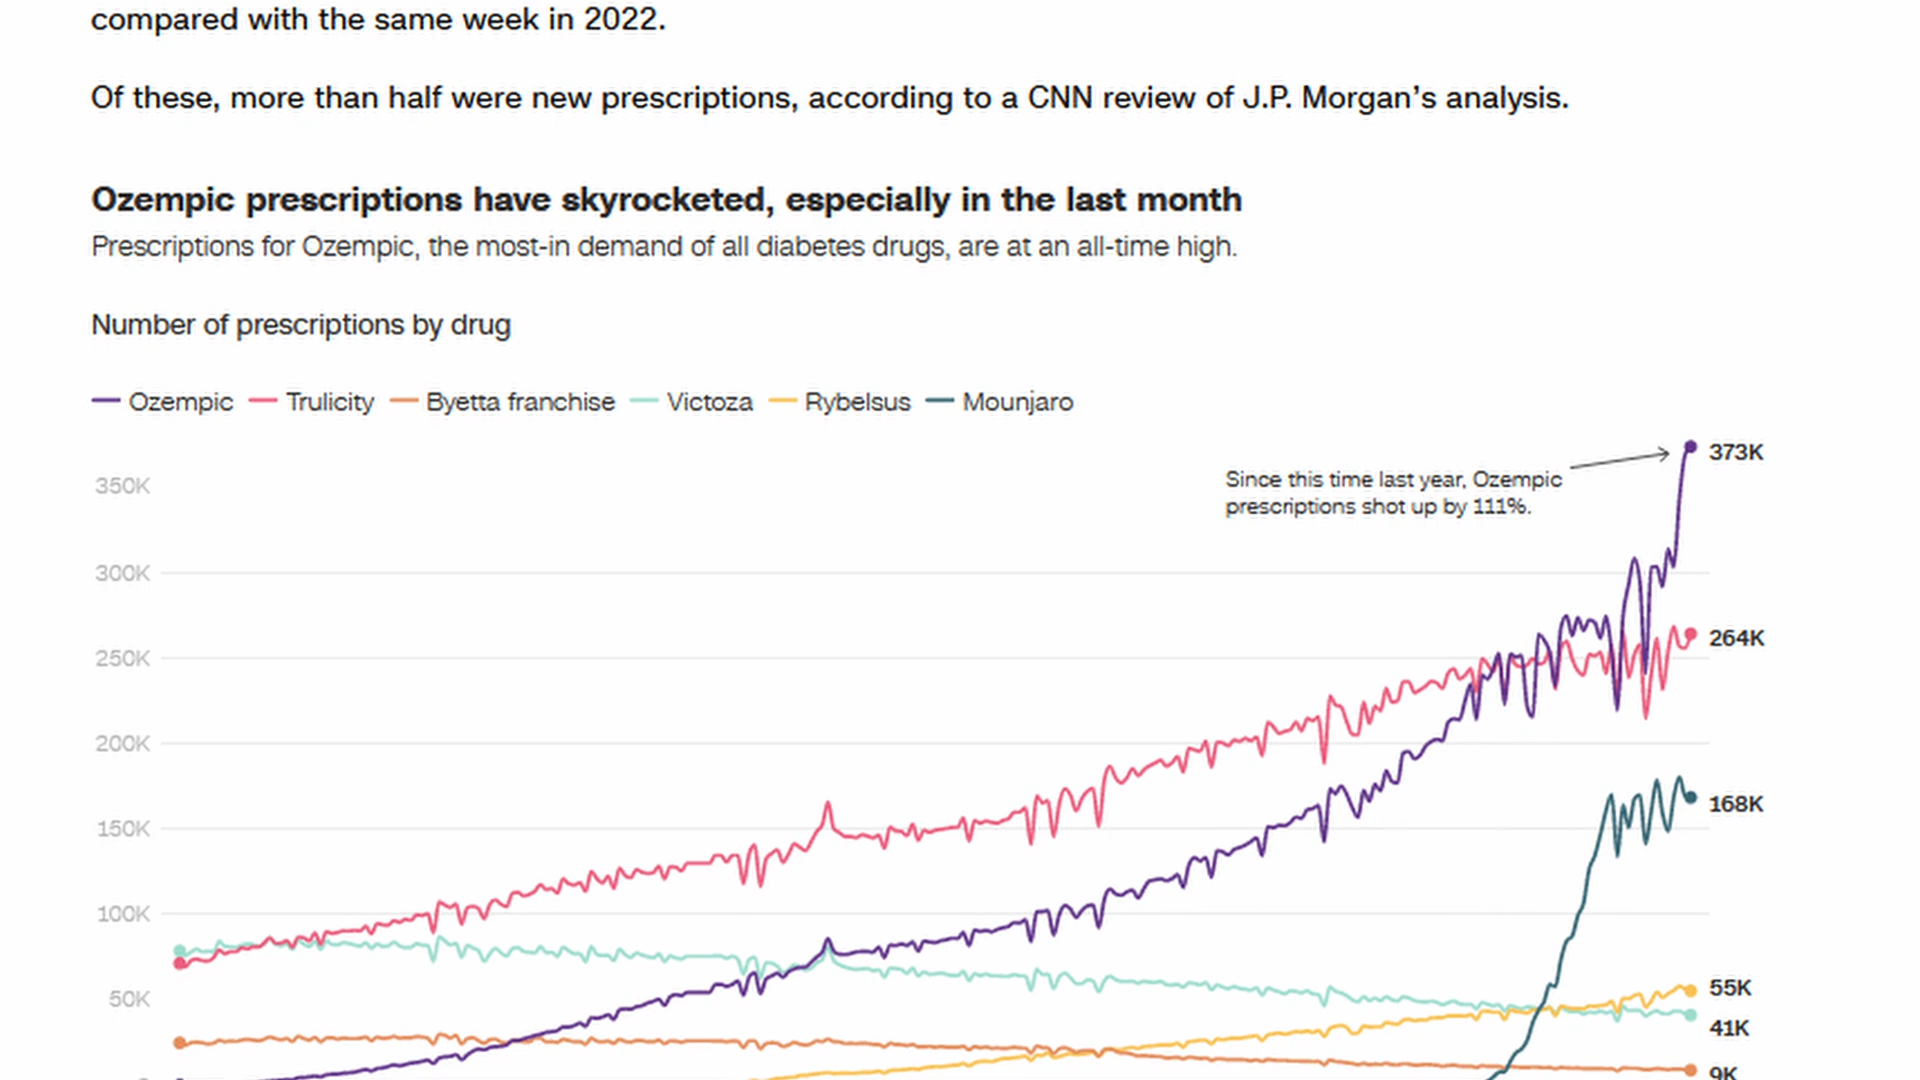 compared with the same week in 2022.
Of these, more than half were new prescriptions, according to a CNN review of J.P. Morgan’s analysis.
Ozempic prescriptions have skyrocketed, especially in the last month
Prescriptions for Ozempic, the most-in demand of all diabetes drugs, are at an all-time high.
Number of prescriptions by drug
Ozempic Trulicity Byetta franchise Victoza Rybelsus Mounjaro
373K
Since this time last year, Ozempic
350K
prescriptions shot up by 111%.
300K
264K
250K
200K
168K
150K
100K
55K
50K
41K
9K